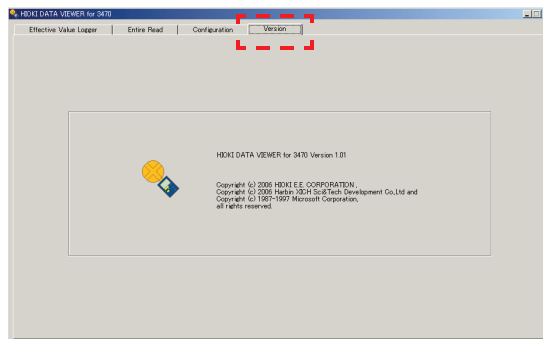 HIOKI DATA VIEWER for 3470
Effective Value Logger
Entire Read
Configuration
Version
HIOKI DATA VIEWER for 3470 Version 1.01
Copyright (c) 2006 HIOKI E.E. CORPORATION ,
Copyright (c) 2006 Harbin XICH Sci&Tech Development Co,.Ltd and
Copyright (c) 1987-1997 Microsoft Corporation,
all rights reserved.